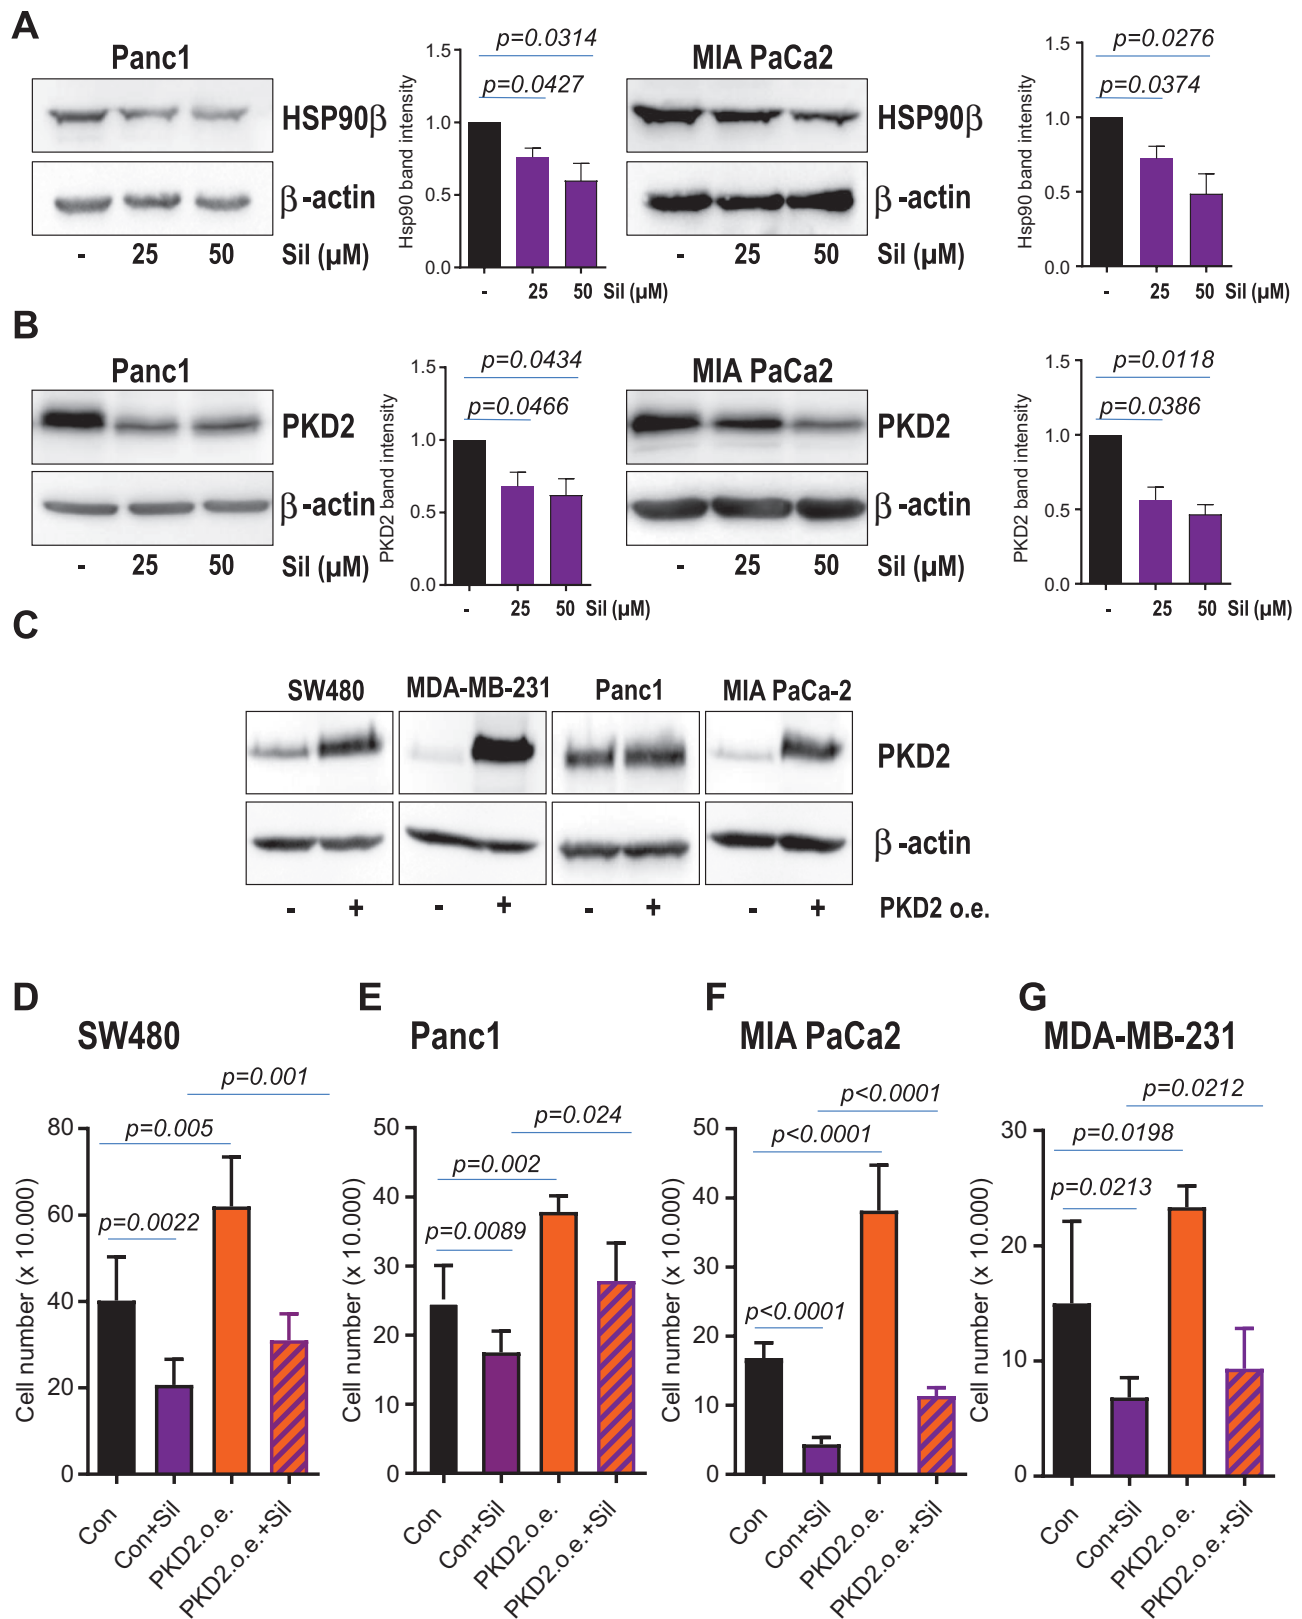 A
Panc1
HSP90β
β-actin
- 25 50 Sil (µM)
Hsp90 band intensity
1.5
1.0
0.5
0.0
p=0.0314
p=0.0427
- 25 50 Sil (µM)
MIA PaCa2
HSP90β
β-actin
- 25 50 Sil (µM)
Hsp90 band intensity
1.5
1.0
0.5
0.0
p=0.0276
p=0.0374
- 25 50 Sil (µM)
B
Panc1
PKD2
β-actin
- 25 50 Sil (µM)
PKD2 band intensity
1.5
1.0
0.5
0.0
p=0.0434
p=0.0466
- 25 50 Sil (µM)
MIA PaCa2
PKD2
β-actin
- 25 50 Sil (µM)
PKD2 band intensity
1.5
1.0
0.5
0.0
p=0.0118
p=0.0386
- 25 50 Sil (µM)
C
SW480 MDA-MB-231 Panc1 MIA PaCa-2
PKD2
β-actin
- + - + - + - + PKD2 o.e.
D
SW480
p=0.001
p=0.005
p=0.0022
Cell number (x 10.000)
80
60
40
20
0
Con
Con+Sil
PKD2.o.e.
PKD2.o.e.+Sil
E
Panc1
p=0.024
p=0.002
p=0.0089
Cell number (x 10.000)
50
40
30
20
10
0
Con
Con+Sil
PKD2.o.e.
PKD2.o.e.+Sil
F
MIA PaCa2
p<0.0001
p<0.0001
p<0.0001
Cell number (x 10.000)
50
40
30
20
10
0
Con
Con+Sil
PKD2.o.e.
PKD2.o.e.+Sil
G
MDA-MB-231
p=0.0212
p=0.0198
p=0.0213
Cell number (x 10.000)
30
20
10
0
Con
Con+Sil
PKD2.o.e.
PKD2.o.e.+Sil